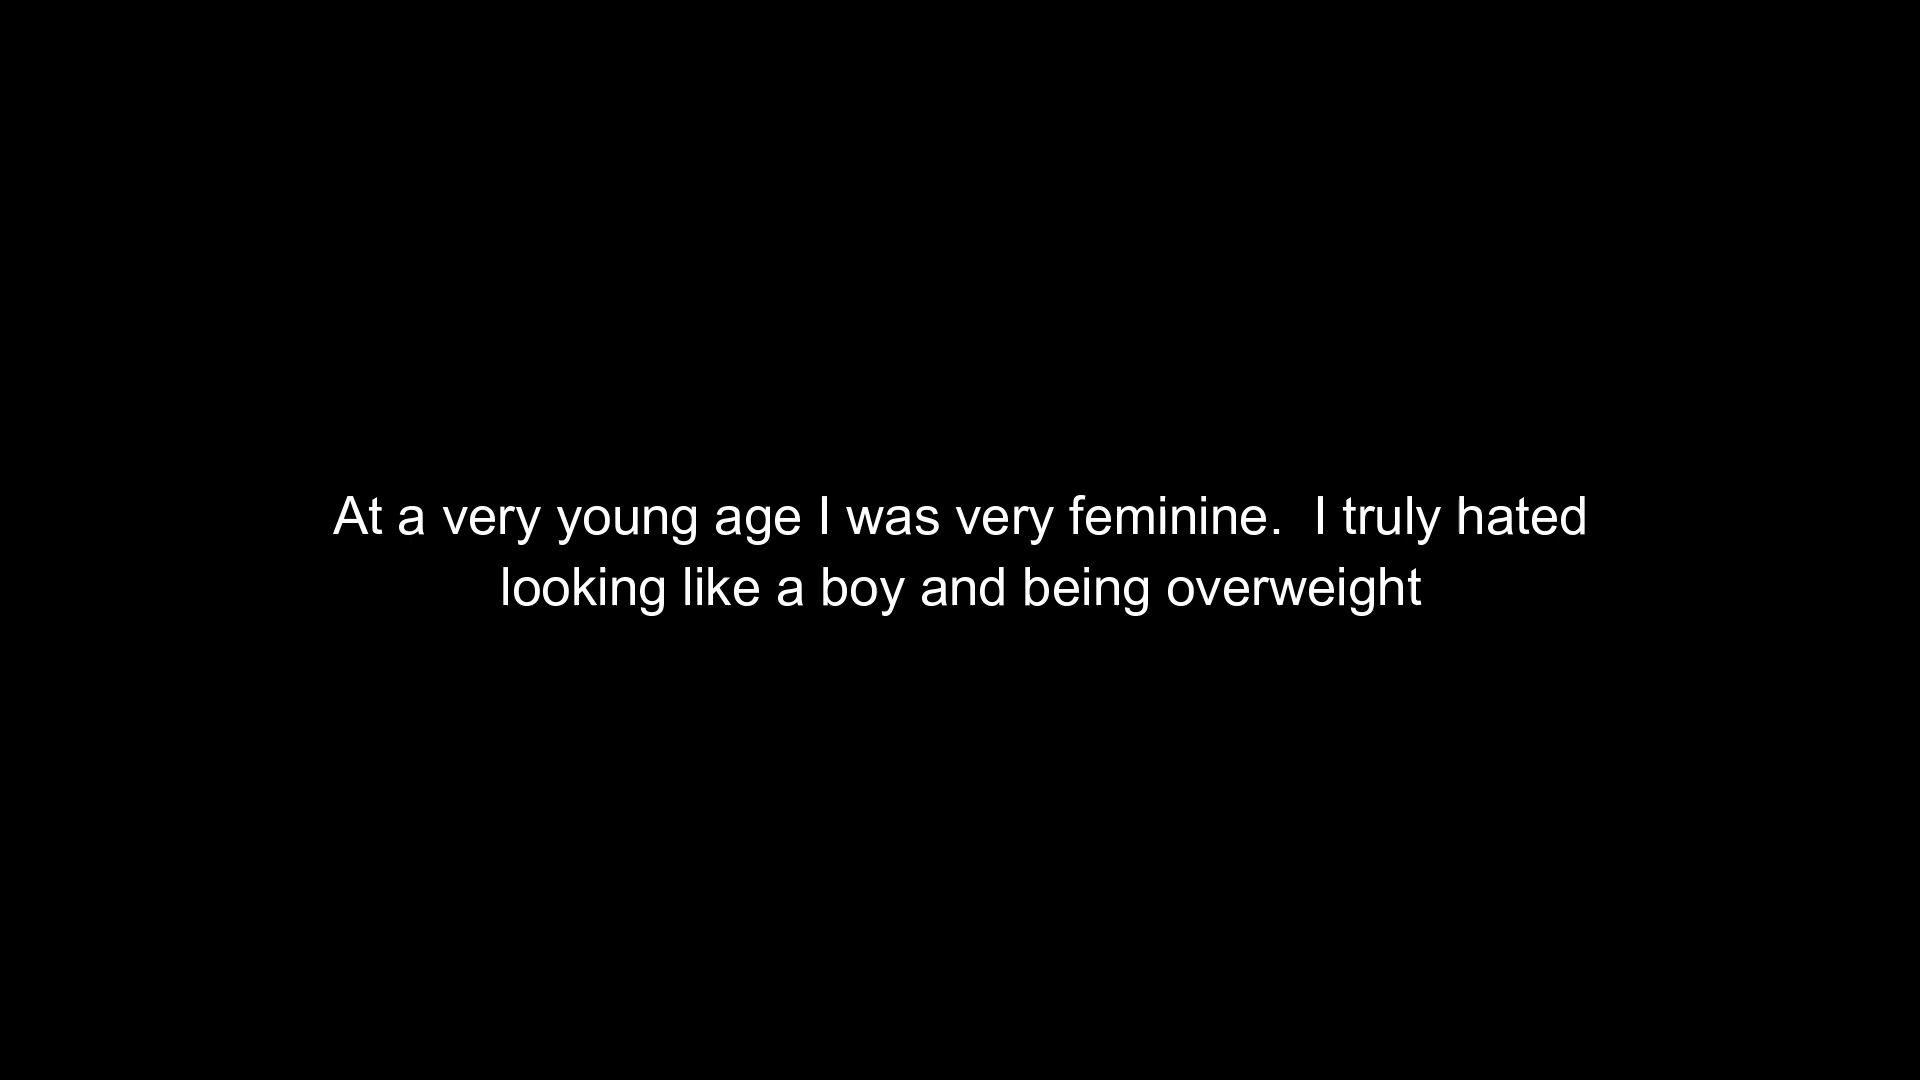 At a very young age I was very feminine.  I truly hated
looking like a boy and being overweight